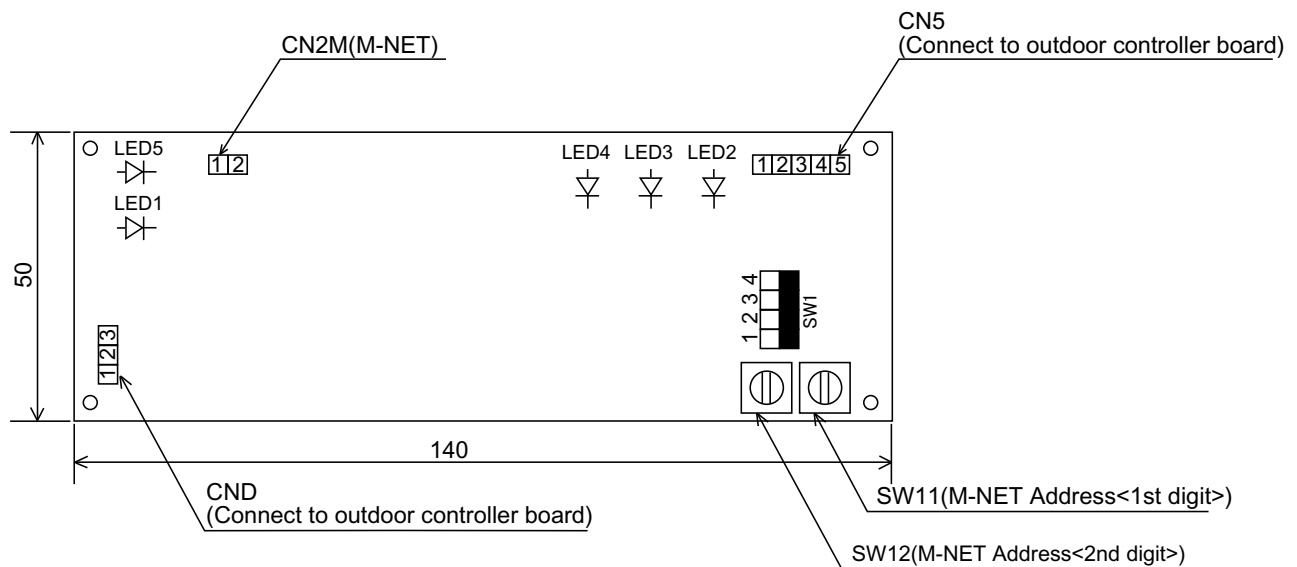 CN5
(Connect to outdoor controller board)
CN2M(M-NET)
LED5
1 2
LED4 LED3 LED2
1 2 3 4 5
LED1
50
1 2 3 4
SW1
1 2 3
140
CND
(Connect to outdoor controller board)
SW11(M-NET Address<1st digit>)
SW12(M-NET Address<2nd digit>)